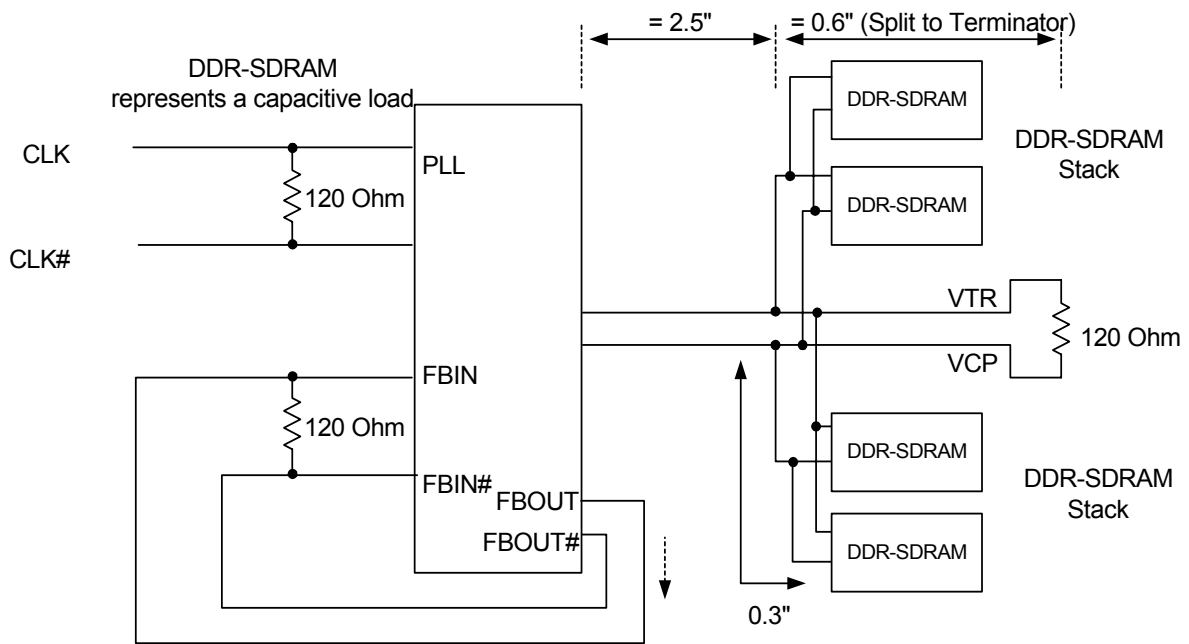 = 2.5"
= 0.6" (Split to Terminator)
DDR-SDRAM
represents a capacitive load
CLK
120 Ohm
CLK#
PLL
DDR-SDRAM
DDR-SDRAM
DDR-SDRAM
Stack
VTR
120 Ohm
VCP
FBIN
120 Ohm
FBIN#
FBOUT
FBOUT#
DDR-SDRAM
DDR-SDRAM
DDR-SDRAM
Stack
0.3"